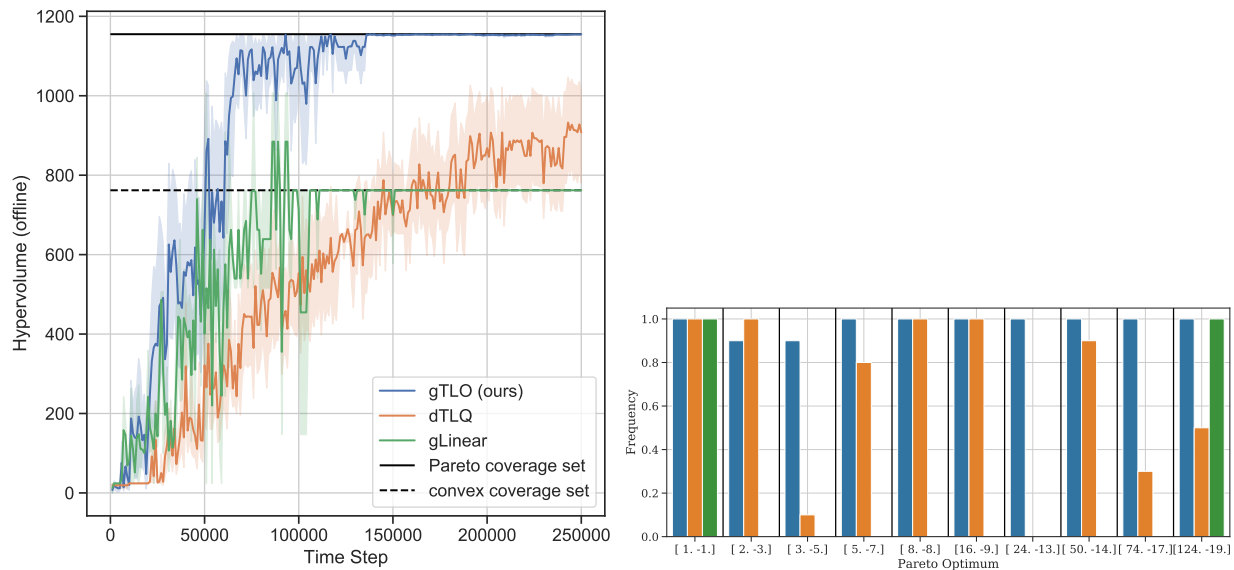 1200
1000
800
600
400
200
0
Hypervolume (offline)
0 50000 100000 150000 200000 250000
Time Step
gTLO (ours)
dTLQ
gLinear
Pareto coverage set
convex coverage set
1.0
0.8
0.6
0.4
0.2
0.0
Frequency
[ 1. -1.] [ 2. -3.] [ 3. -5.] [ 5. -7.] [ 8. -8.] [16. -9.] [ 24. -13.] [ 50. -14.] [ 74. -17.] [124. -19.]
Pareto Optimum